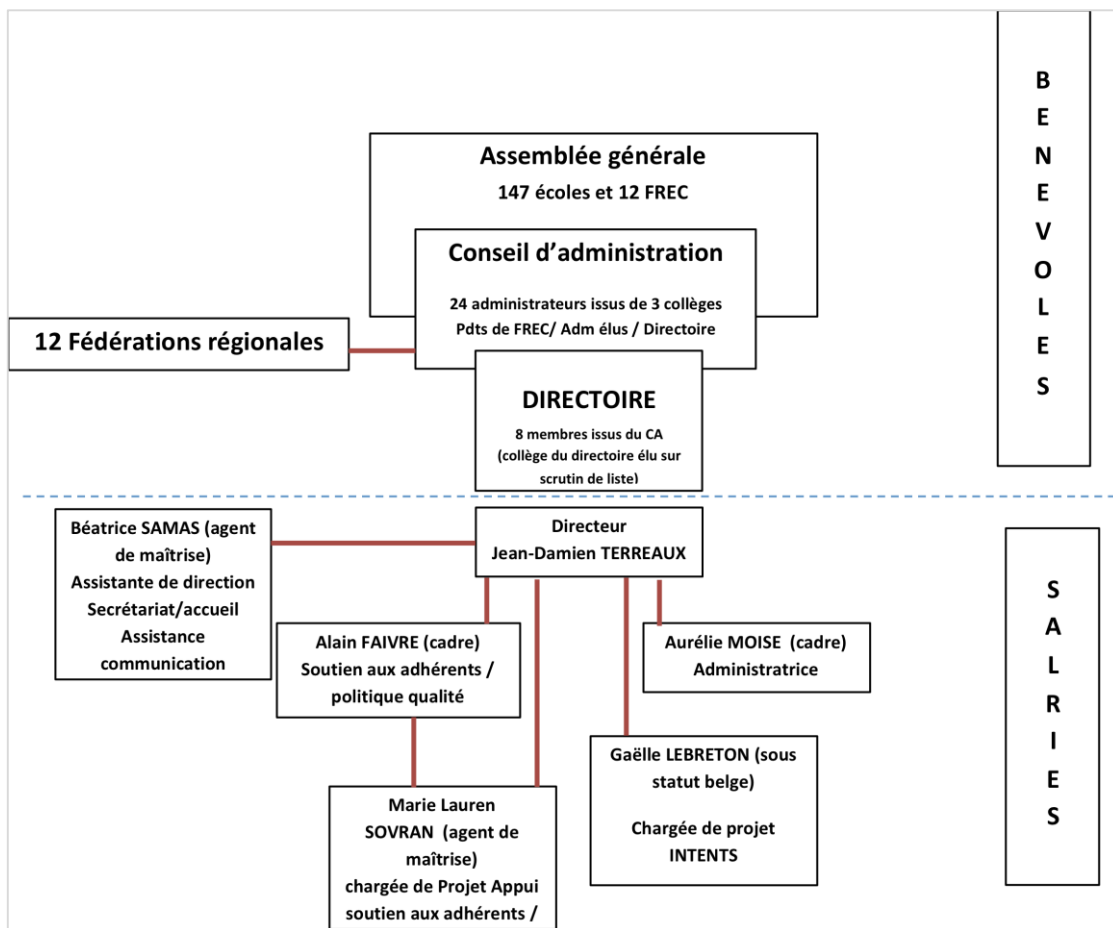 Assemblée générale
147 écoles et 12 FREC
Conseil d'administration
24 administrateurs issus de 3 collèges
Pdts de FREC/ Adm élus / Directoire
12 Fédérations régionales
DIRECTOIRE
8 membres issus du CA
(collège du directoire élu sur
scrutin de liste)
B
E
N
E
V
O
L
E
S
Béatrice SAMAS (agent
de maîtrise)
Assistante de direction
Secrétariat/accueil
Assistance
communication
Directeur
Jean-Damien TERREAUX
Alain FAIVRE (cadre)
Soutien aux adhérents /
politique qualité
Aurélie MOISE (cadre)
Administratrice
Marie Lauren
SOVRAN (agent de
maîtrise)
chargée de Projet Appui
soutien aux adhérents /
Gaëlle LEBRETON (sous
statut belge)
Chargée de projet
INTENTS
S
A
L
R
I
E
S